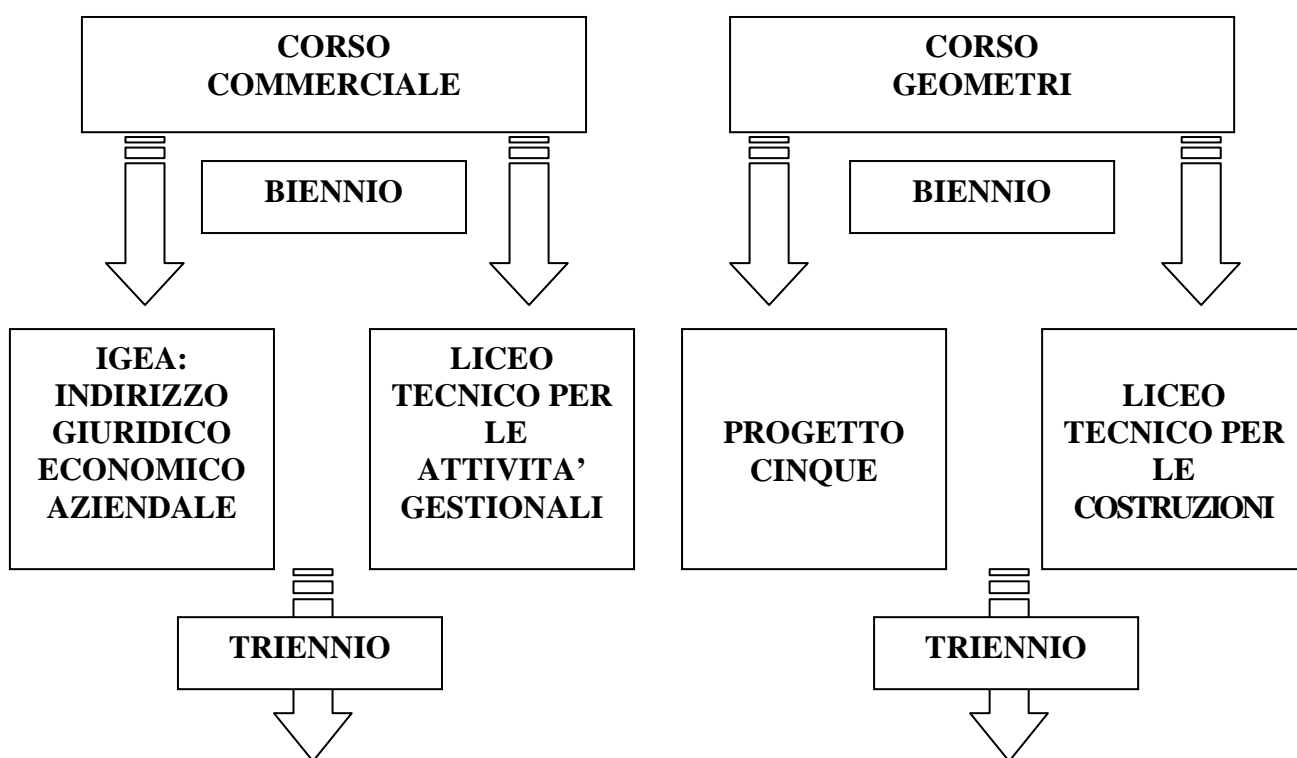 CORSO
COMMERCIALE
CORSO
GEOMETRI
BIENNIO
BIENNIO
IGEA:
INDIRIZZO
GIURIDICO
ECONOMICO
AZIENDALE
LICEO
TECNICO PER
LE
ATTIVITA’
GESTIONALI
PROGETTO
CINQUE
LICEO
TECNICO PER
LE
COSTRUZIONI
TRIENNIO
TRIENNIO